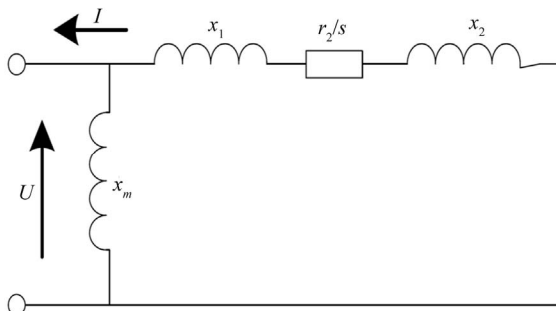 I
x₁
r₂/s
x₂
U
xₘ